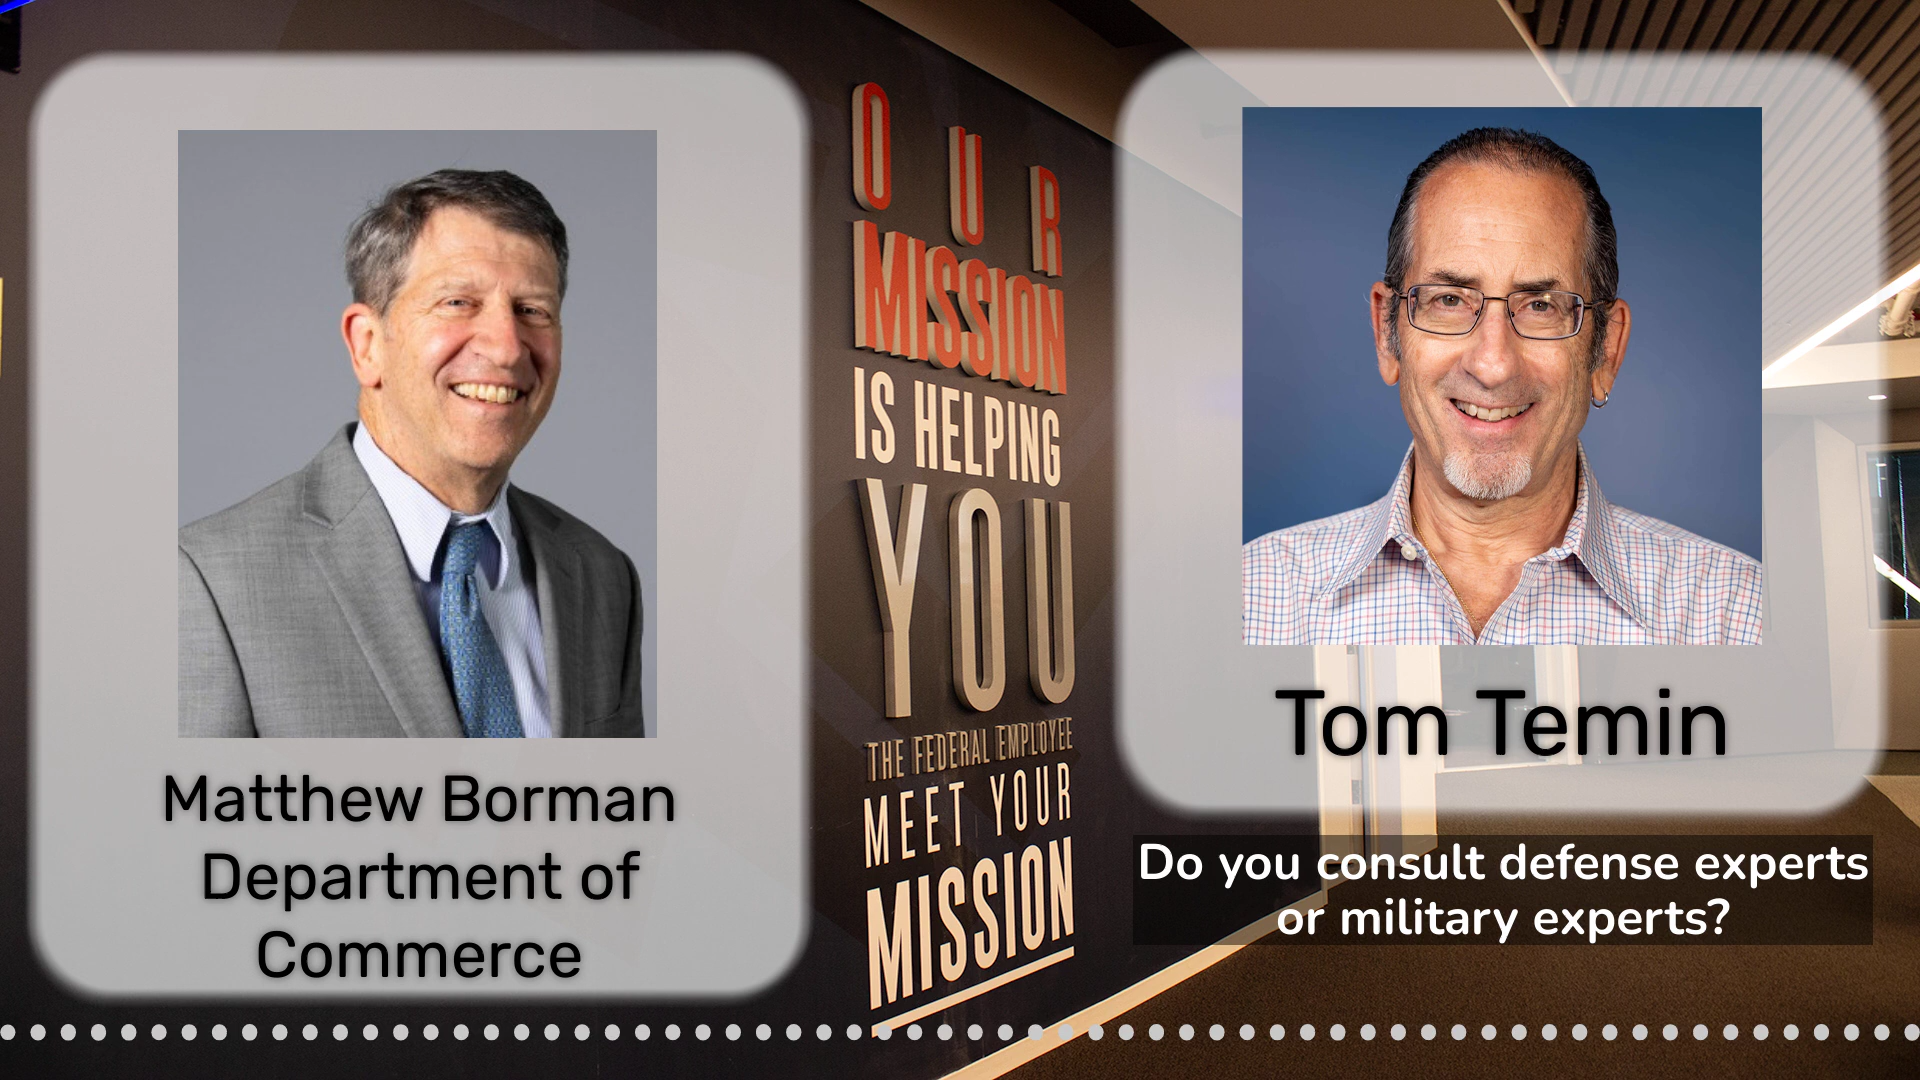 Matthew Borman
Department of
Commerce
OUR
MISSION
IS HELPING
YOU
THE FEDERAL EMPLOYEE
MEET YOUR
MISSION
Tom Temin
Do you consult defense experts
or military experts?